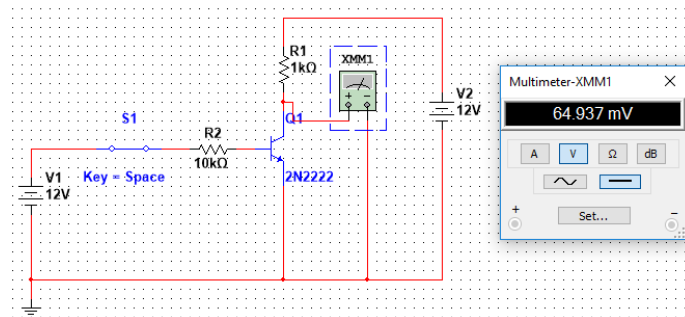 R1
1kΩ
XMM1
V2
12V
S1
Key = Space
R2
10kΩ
Q1
2N2222
V1
12V
Multimeter-XMM1
64.937 mV
A
V
Ω
dB
+
Set...
-